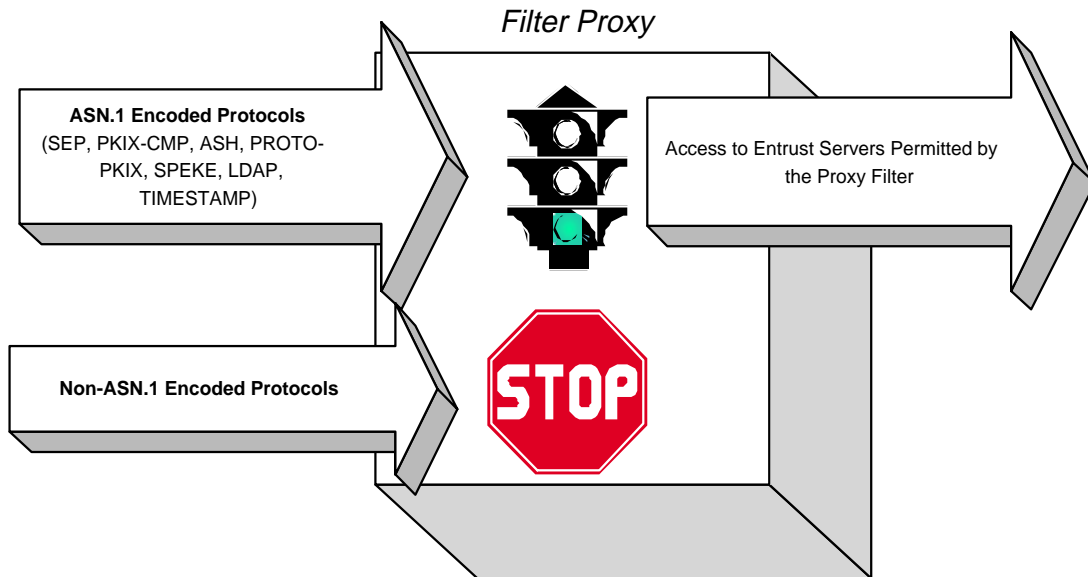 Filter Proxy
ASN.1 Encoded Protocols
(SEP, PKIX-CMP, ASH, PROTO-
PKIX, SPEKE, LDAP,
TIMESTAMP)
Access to Entrust Servers Permitted by
the Proxy Filter
STOP
Non-ASN.1 Encoded Protocols